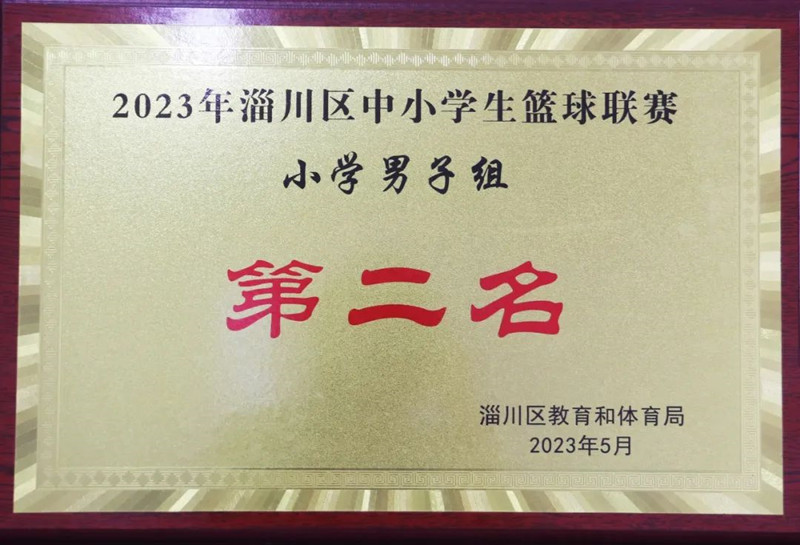 2023年淄川区中小学生篮球联赛
小学男子组
第二名
淄川区教育和体育局
2023年5月